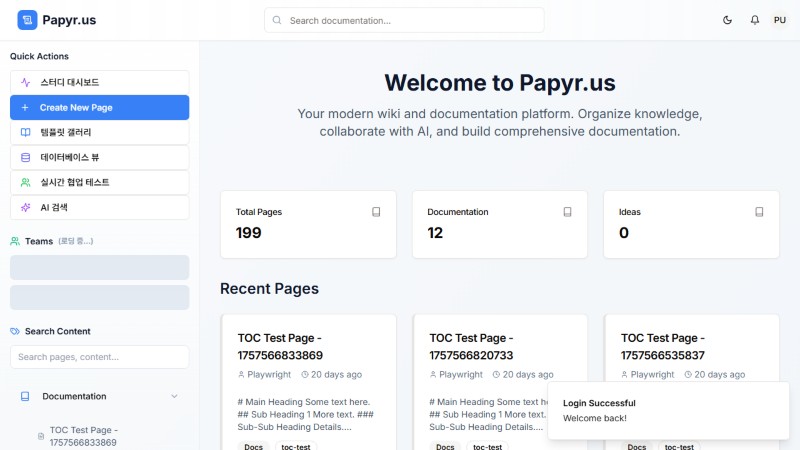 Papyr.us
Search documentation...
PU
Quick Actions
스터디 대시보드
Create New Page
템플릿 갤러리
데이터베이스 뷰
실시간 협업 테스트
AI 검색
Teams (로딩 중...)
Search Content
Search pages, content...
Documentation
TOC Test Page -
1757566833869
Welcome to Papyr.us
Your modern wiki and documentation platform. Organize knowledge,
collaborate with AI, and build comprehensive documentation.
Total Pages
199
Documentation
12
Ideas
0
Recent Pages
TOC Test Page -
1757566833869
Playwright 20 days ago
# Main Heading Some text here.
## Sub Heading 1 More text. ###
Sub-Sub Heading Details....
Docs toc-test
TOC Test Page -
1757566820733
Playwright 20 days ago
# Main Heading Some text
## Sub Heading 1 More text
Sub-Sub Heading Details....
Docs toc-test
TOC Test Page -
1757566535837
Playwright 20 days ago
Docs toc-test
Login Successful
Welcome back!